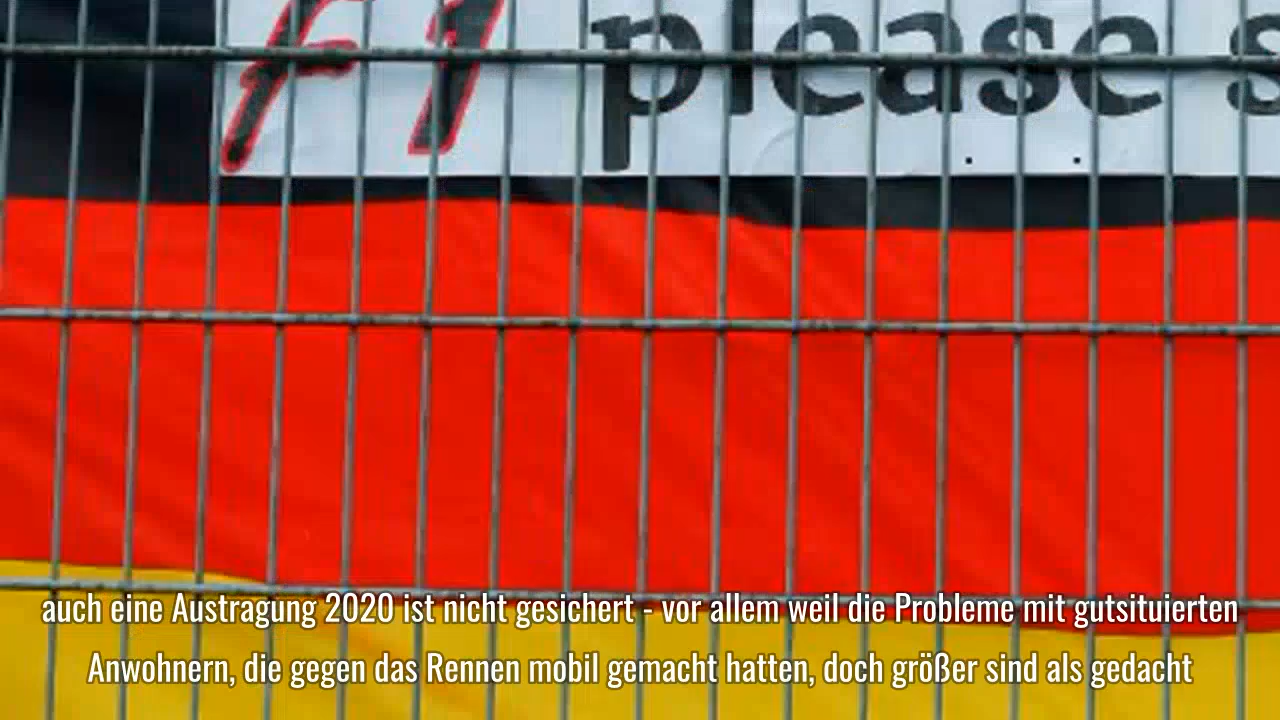 F1 please s
auch eine Austragung 2020 ist nicht gesichert - vor allem weil die Probleme mit gutsituierten
Anwohnern, die gegen das Rennen mobil gemacht hatten, doch größer sind als gedacht